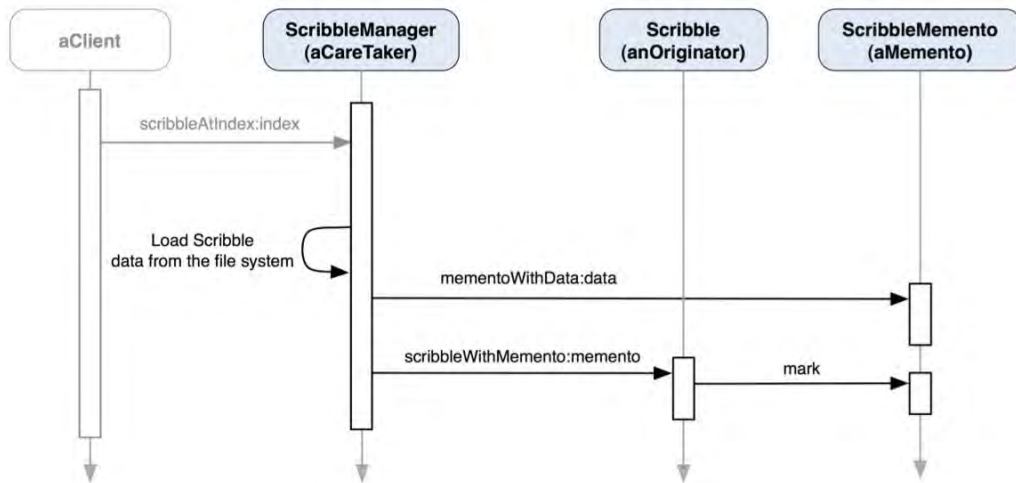 aClient
ScribbleManager
(aCareTaker)
Scribble
(anOriginator)
ScribbleMemento
(aMemento)
scribbleAtIndex:index
Load Scribble
data from the file system
mementoWithData:data
scribbleWithMemento:memento
mark